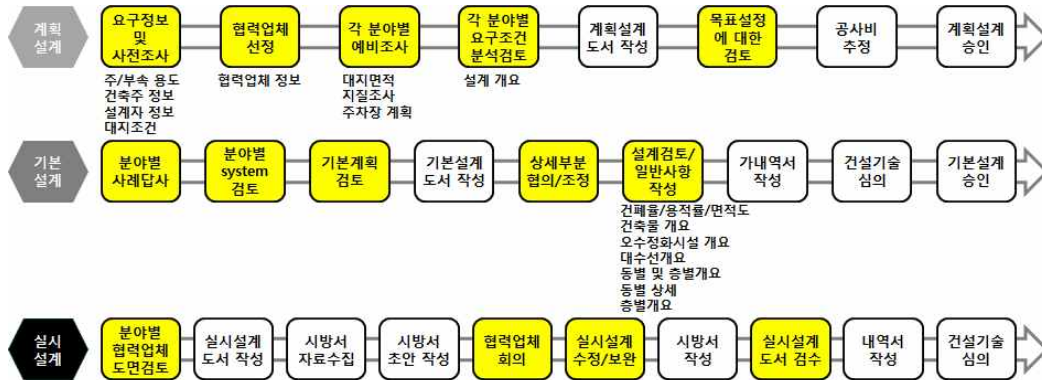 계획
설계
요구정보
및
사전조사
협력업체
선정
각 분야별
예비조사
각 분야별
요구조건
분석검토
계획설계
도서 작성
목표설정
에 대한
검토
공사비
추정
계획설계
승인
주/부속 용도
건축주 정보
설계자 정보
대지조건
협력업체 정보
대지면적
지질조사
주차장 계획
설계 개요
기본
설계
분야별
사례답사
분야별
system
검토
기본계획
검토
기본설계
도서 작성
상세부분
협의/조정
설계검토/
일반사항
작성
가내역서
작성
건설기술
심의
기본설계
승인
건폐율/용적률/면적도
건축물 개요
오수정화시설 개요
대수선개요
동별 및 층별개요
동별 상세
층별개요
실시
설계
분야별
협력업체
도면검토
실시설계
도서 작성
시방서
자료수집
시방서
초안 작성
협력업체
회의
실시설계
수정/보완
시방서
작성
실시설계
도서 검수
내역서
작성
건설기술
심의